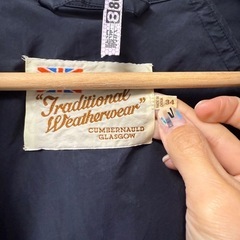 "Traditional
Weatherwear"
CUMBERNAULD
GLASGOW
34